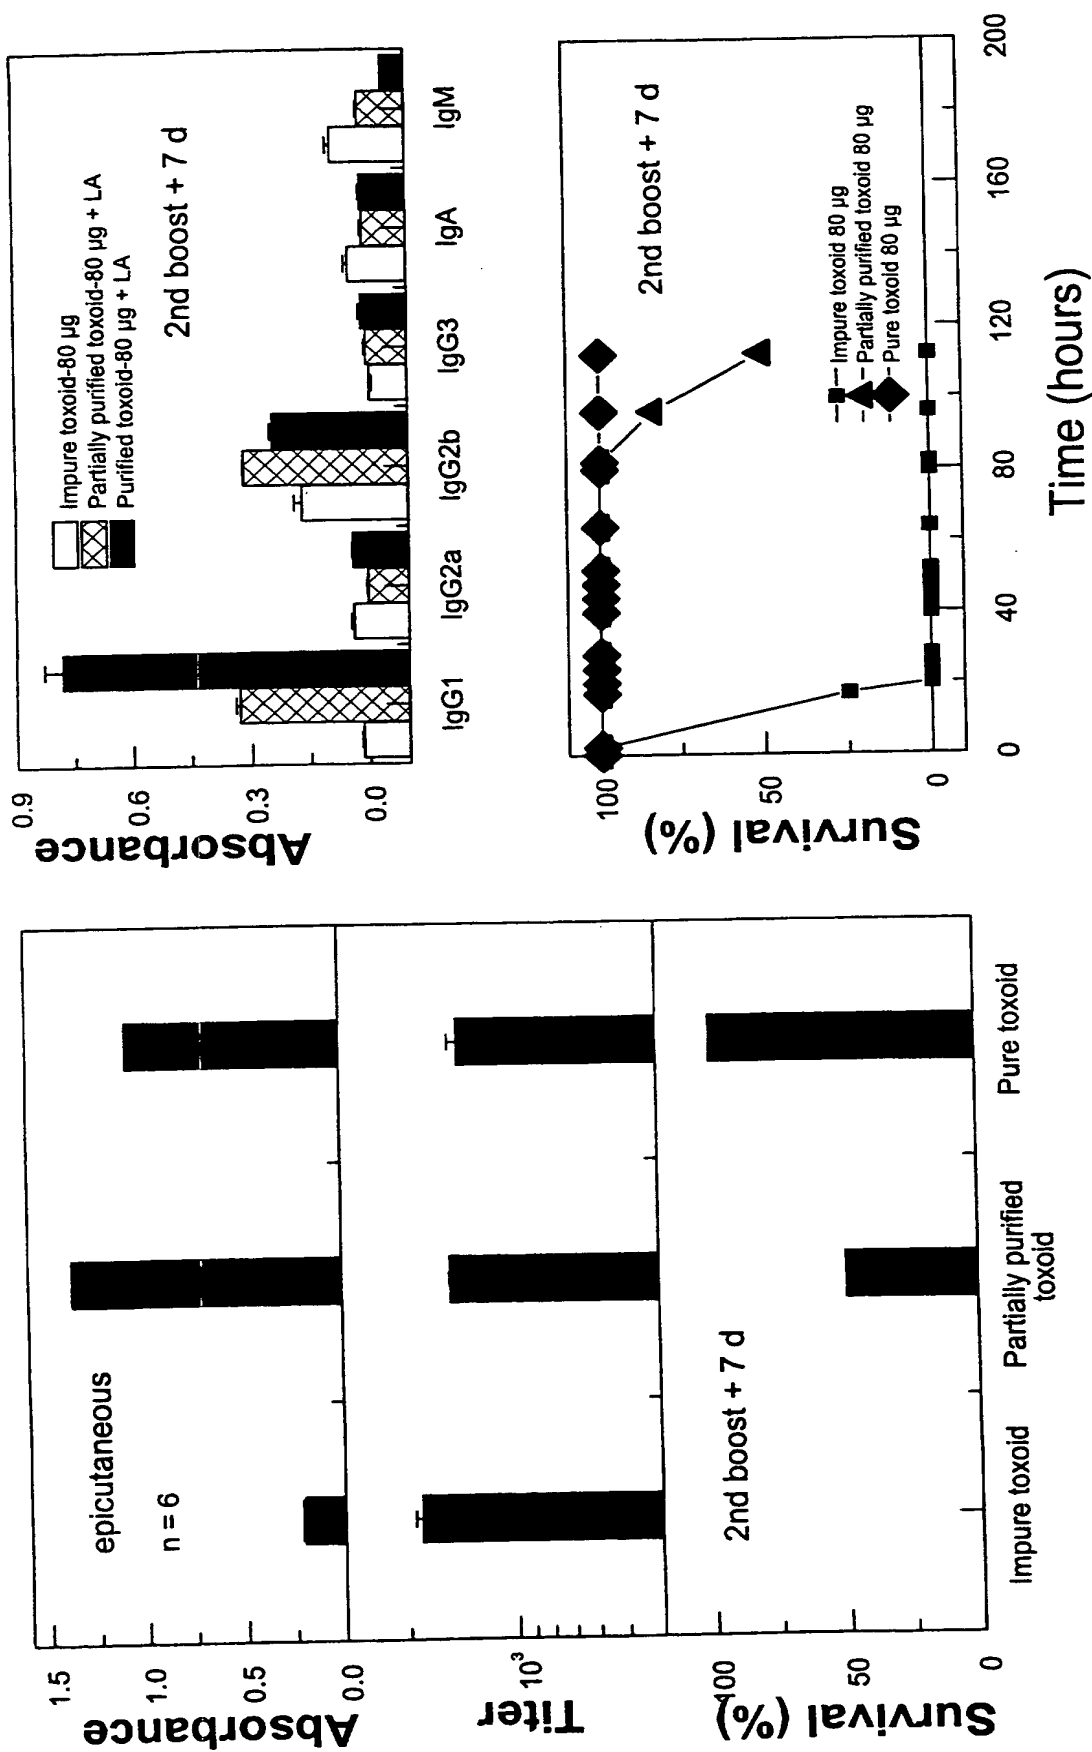 epicutaneous
n = 6
1.5
1.0
0.5
0.0
Absorbance
10³
Titer
2nd boost + 7 d
100
50
0
Survival (%)
Impure toxoid
Partially purified
toxoid
Pure toxoid
0.9
0.6
0.3
0.0
Absorbance
Impure toxoid-80 µg
Partially purified toxoid-80 µg + LA
Purified toxoid-80 µg + LA
2nd boost + 7 d
IgG1
IgG2a
IgG2b
IgG3
IgA
IgM
100
50
0
Survival (%)
2nd boost + 7 d
Impure toxoid 80 µg
Partially purified toxoid 80 µg
Pure toxoid 80 µg
0
40
80
120
160
200
Time (hours)